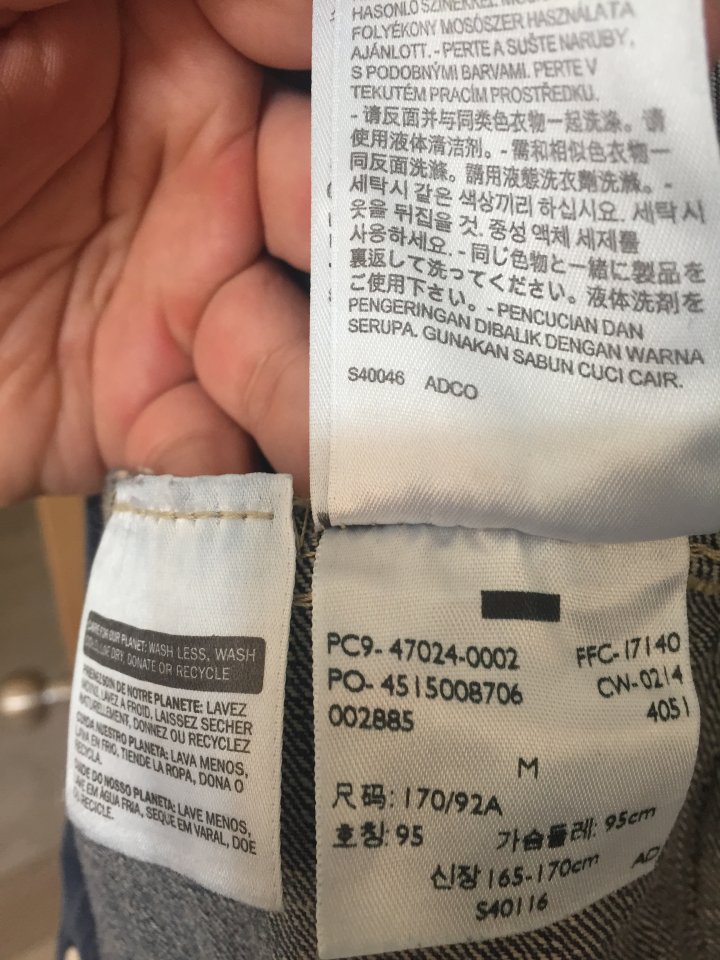 HASONLÓ SZÍNEKKEL.
FOLYÉKONY MOSÓSZER HASZNÁLATA
AJÁNLOTT. - PERTE A SUŠTE NARUBY,
S PODOBNÝMI BARVAMI. PERTE V
TEKUTÉM PRACÍM PROSTŘEDKU.
- 请反面并与同类色衣物一起洗涤。请
使用液体清洁剂。- 需和相似色衣物一
同反面洗滌。請用液態洗衣劑洗滌。-
세탁시 같은 색상끼리 하십시요. 세탁시
옷을 뒤집을 것. 중성 액체 세제를
사용하세요. - 同じ色物と一緒に製品を
裏返して洗ってください。液体洗剤を
ご使用下さい。- PENCUCIAN DAN
PENGERINGAN DIBALIK DENGAN WARNA
SERUPA. GUNAKAN SABUN CUCI CAIR.
S40046 ADCO
CARE FOR OUR PLANET: WASH LESS, WASH
COLD, LINE DRY, DONATE OR RECYCLE
PRENEZ SOIN DE NOTRE PLANETE: LAVEZ
MOINS, LAVEZ À FROID, LAISSEZ SECHER
NATURELLEMENT, DONNEZ OU RECYCLEZ
CUIDA NUESTRO PLANETA: LAVA MENOS,
LAVA EN FRIO, TIENDE LA ROPA, DONA O
RECICLA.
CUIDE DO NOSSO PLANETA: LAVE MENOS,
LAVE EM ÁGUA FRIA, SEQUE EM VARAL, DOE
OU RECICLE.
PC9- 47024-0002 FFC-17140
PO- 4515008706 CW-0214
002885 4051
M
尺码: 170/92A
호칭: 95 가슴둘레: 95cm
신장 165-170cm AD
S40116